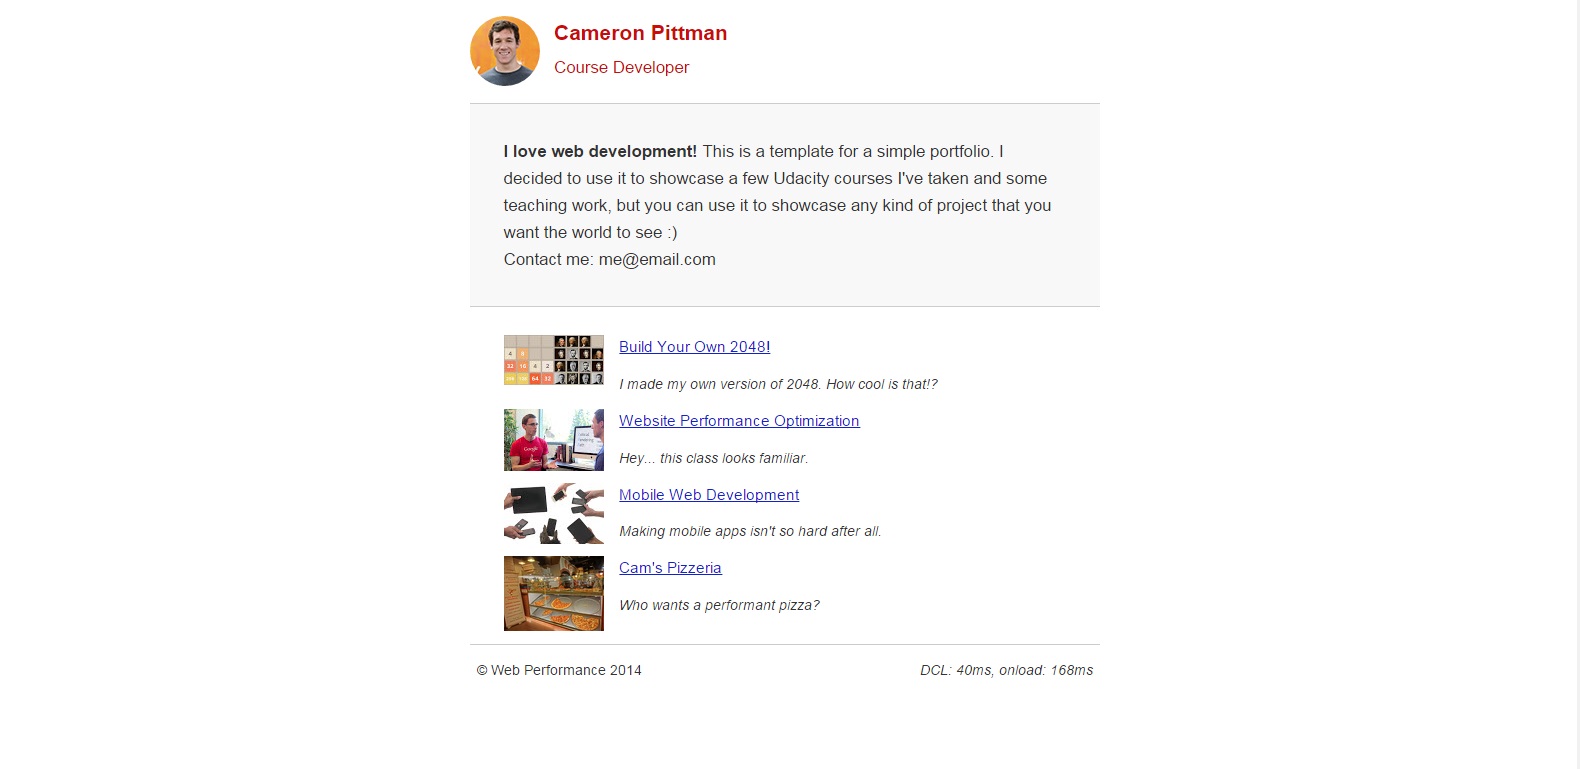 Cameron Pittman
Course Developer
I love web development! This is a template for a simple portfolio. I
decided to use it to showcase a few Udacity courses I've taken and some
teaching work, but you can use it to showcase any kind of project that you
want the world to see :)
Contact me: me@email.com
Build Your Own 2048!
I made my own version of 2048. How cool is that!?
Website Performance Optimization
Hey... this class looks familiar.
Mobile Web Development
Making mobile apps isn't so hard after all.
Cam's Pizzeria
Who wants a performant pizza?
© Web Performance 2014
DCL: 40ms, onload: 168ms